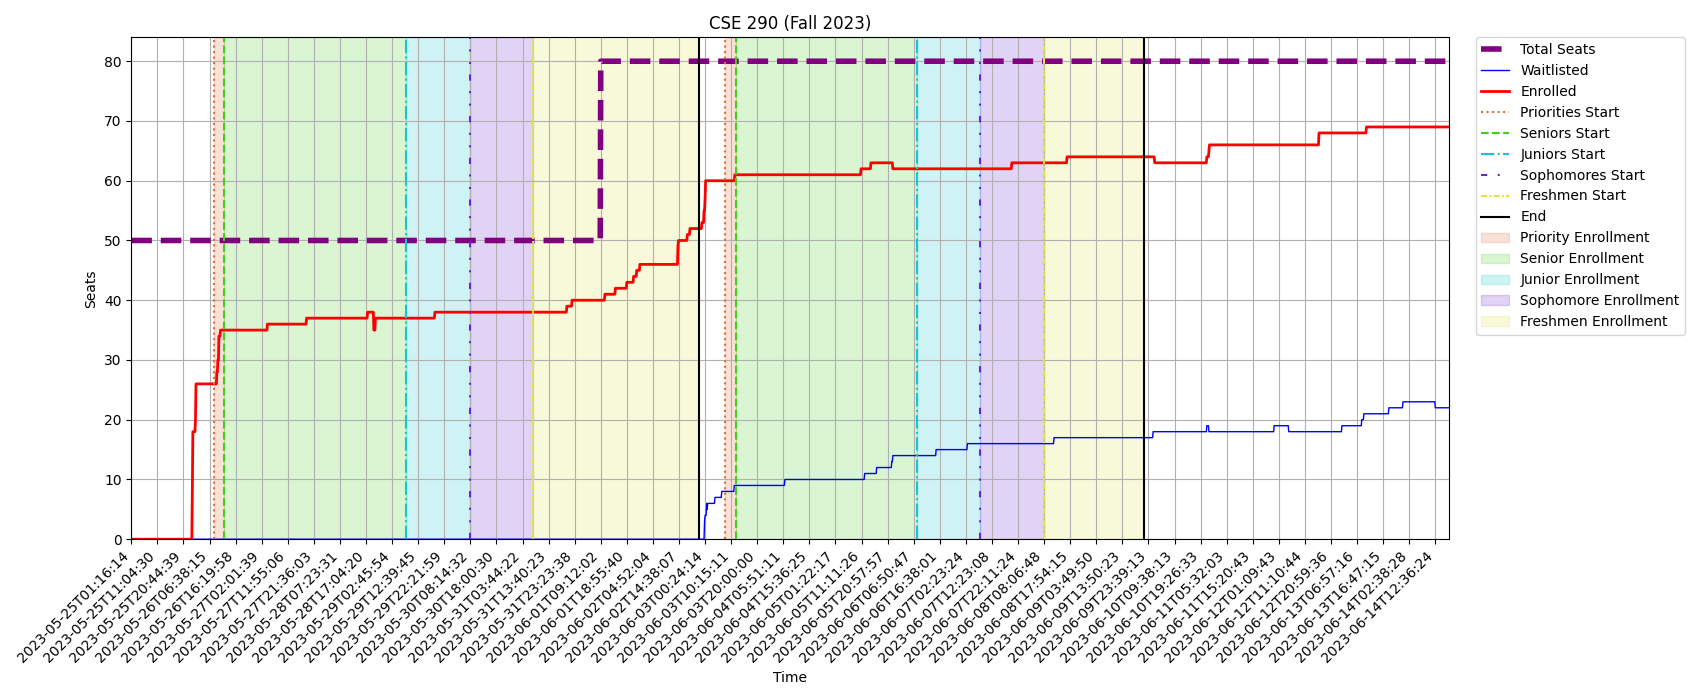 CSE 290 (Fall 2023)
80
70
60
50
40
30
20
10
0
Seats
2023-05-25T01:16:14
2023-05-25T11:04:30
2023-05-25T20:44:39
2023-05-26T06:38:15
2023-05-26T16:19:58
2023-05-27T02:01:39
2023-05-27T11:55:06
2023-05-27T21:36:03
2023-05-28T07:23:31
2023-05-28T17:04:20
2023-05-29T02:45:54
2023-05-29T12:39:45
2023-05-29T22:21:59
2023-05-30T08:14:32
2023-05-30T18:00:30
2023-05-31T03:44:22
2023-05-31T13:40:23
2023-05-31T23:23:38
2023-06-01T09:12:02
2023-06-01T18:55:40
2023-06-02T04:52:04
2023-06-02T14:38:07
2023-06-03T00:24:14
2023-06-03T10:15:11
2023-06-03T20:00:00
2023-06-04T05:51:11
2023-06-04T15:36:25
2023-06-05T01:22:17
2023-06-05T11:11:26
2023-06-05T20:57:57
2023-06-06T06:50:47
2023-06-06T16:38:01
2023-06-07T02:23:24
2023-06-07T12:23:08
2023-06-07T22:11:24
2023-06-08T08:06:48
2023-06-08T17:54:15
2023-06-09T03:49:50
2023-06-09T13:50:23
2023-06-09T23:39:13
2023-06-10T09:38:13
2023-06-10T19:26:33
2023-06-11T05:32:03
2023-06-11T15:20:43
2023-06-12T01:09:43
2023-06-12T11:10:44
2023-06-12T20:59:36
2023-06-13T06:57:16
2023-06-13T16:47:15
2023-06-14T02:38:28
2023-06-14T12:36:24
Time
Total Seats
Waitlisted
Enrolled
Priorities Start
Seniors Start
Juniors Start
Sophomores Start
Freshmen Start
End
Priority Enrollment
Senior Enrollment
Junior Enrollment
Sophomore Enrollment
Freshmen Enrollment